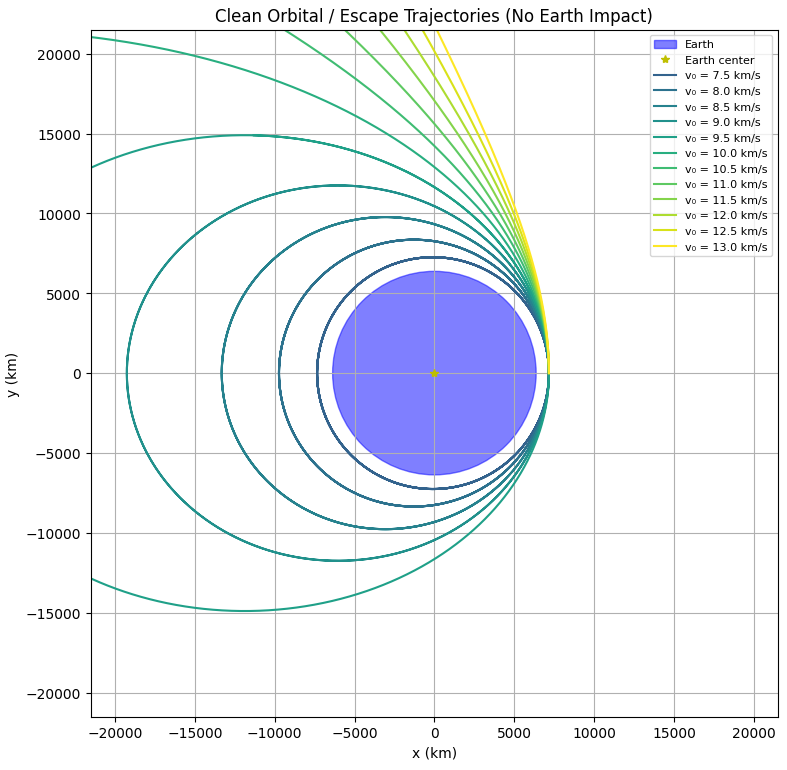 Clean Orbital / Escape Trajectories (No Earth Impact)
Earth
Earth center
v₀ = 7.5 km/s
v₀ = 8.0 km/s
v₀ = 8.5 km/s
v₀ = 9.0 km/s
v₀ = 9.5 km/s
v₀ = 10.0 km/s
v₀ = 10.5 km/s
v₀ = 11.0 km/s
v₀ = 11.5 km/s
v₀ = 12.0 km/s
v₀ = 12.5 km/s
v₀ = 13.0 km/s
y (km)
20000
15000
10000
5000
0
−5000
−10000
−15000
−20000
−20000 −15000 −10000 −5000 0 5000 10000 15000 20000
x (km)